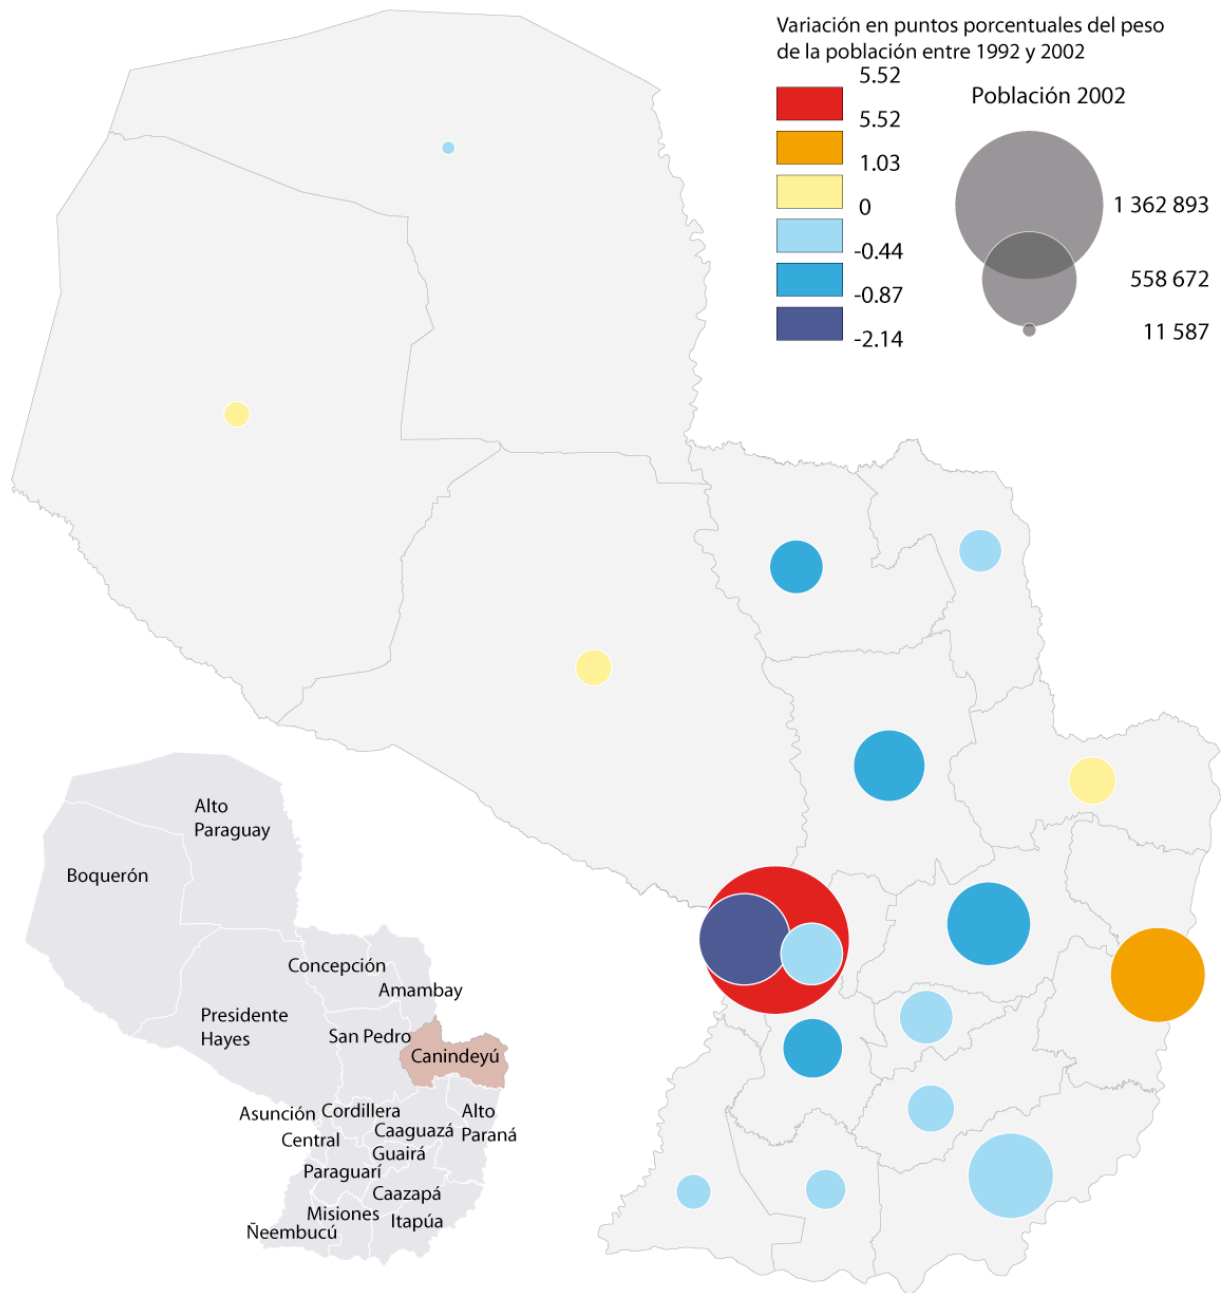 Variación en puntos porcentuales del peso
de la población entre 1992 y 2002
5.52
5.52
1.03
0
-0.44
-0.87
-2.14
Población 2002
1 362 893
558 672
11 587
Alto
Paraguay
Boquerón
Concepción
Amambay
Presidente
Hayes
San Pedro
Canindeyú
Asunción
Cordillera
Alto
Paraná
Central
Caaguazá
Guairá
Paraguarí
Caazapá
Misiones
Itapúa
Ñeembucú